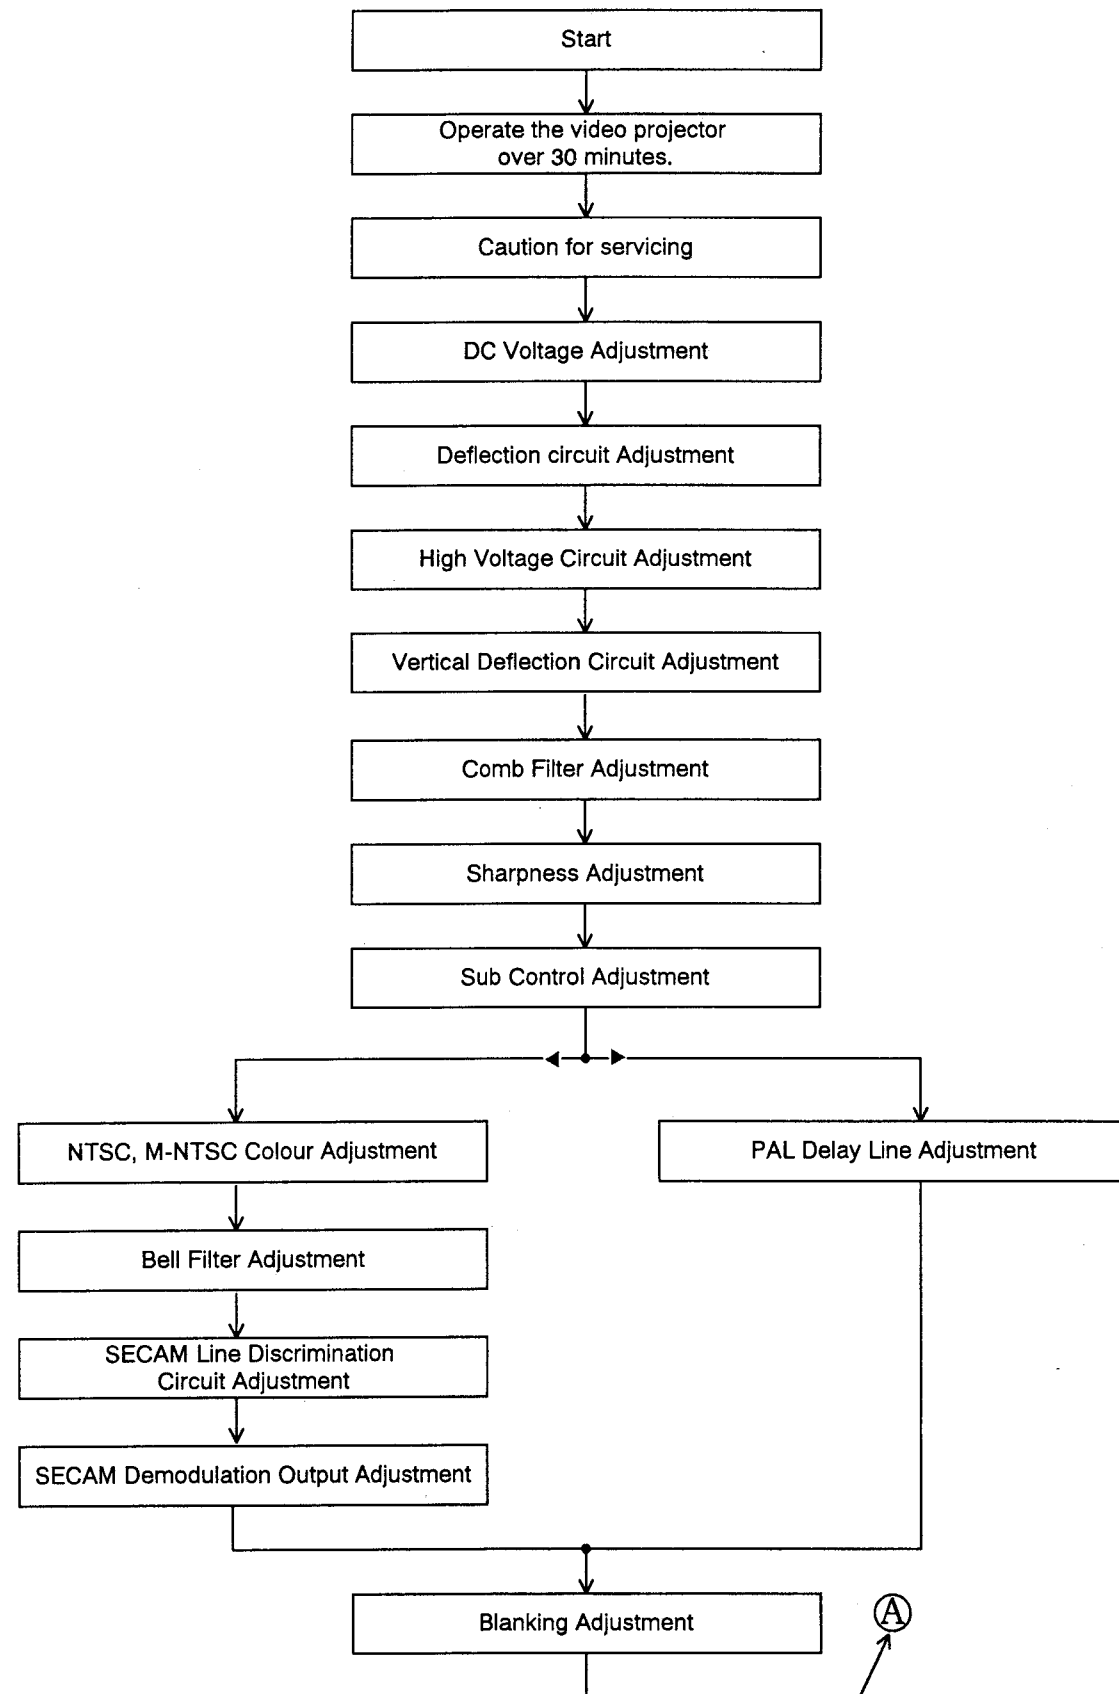 Start
Operate the video projector
over 30 minutes.
Caution for servicing
DC Voltage Adjustment
Deflection circuit Adjustment
High Voltage Circuit Adjustment
Vertical Deflection Circuit Adjustment
Comb Filter Adjustment
Sharpness Adjustment
Sub Control Adjustment
NTSC, M-NTSC Colour Adjustment
PAL Delay Line Adjustment
Bell Filter Adjustment
SECAM Line Discrimination
Circuit Adjustment
SECAM Demodulation Output Adjustment
Blanking Adjustment
A